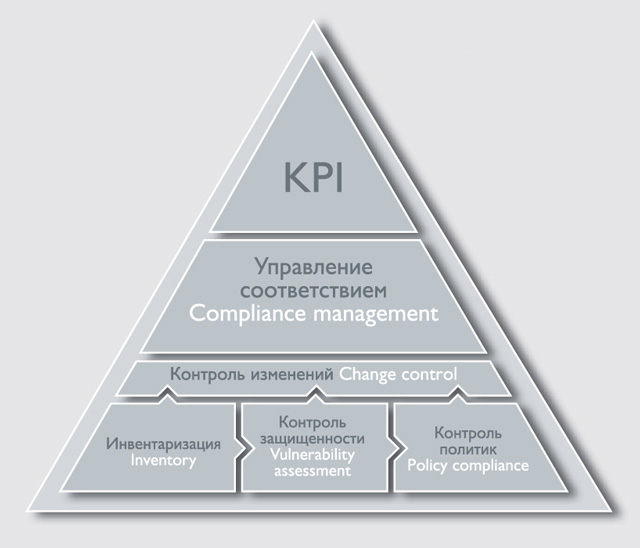 KPI
Управление
соответствием
Compliance management
Контроль изменений Change control
Инвентаризация
Inventory
Контроль
защищенности
Vulnerability
assessment
Контроль
политик
Policy compliance